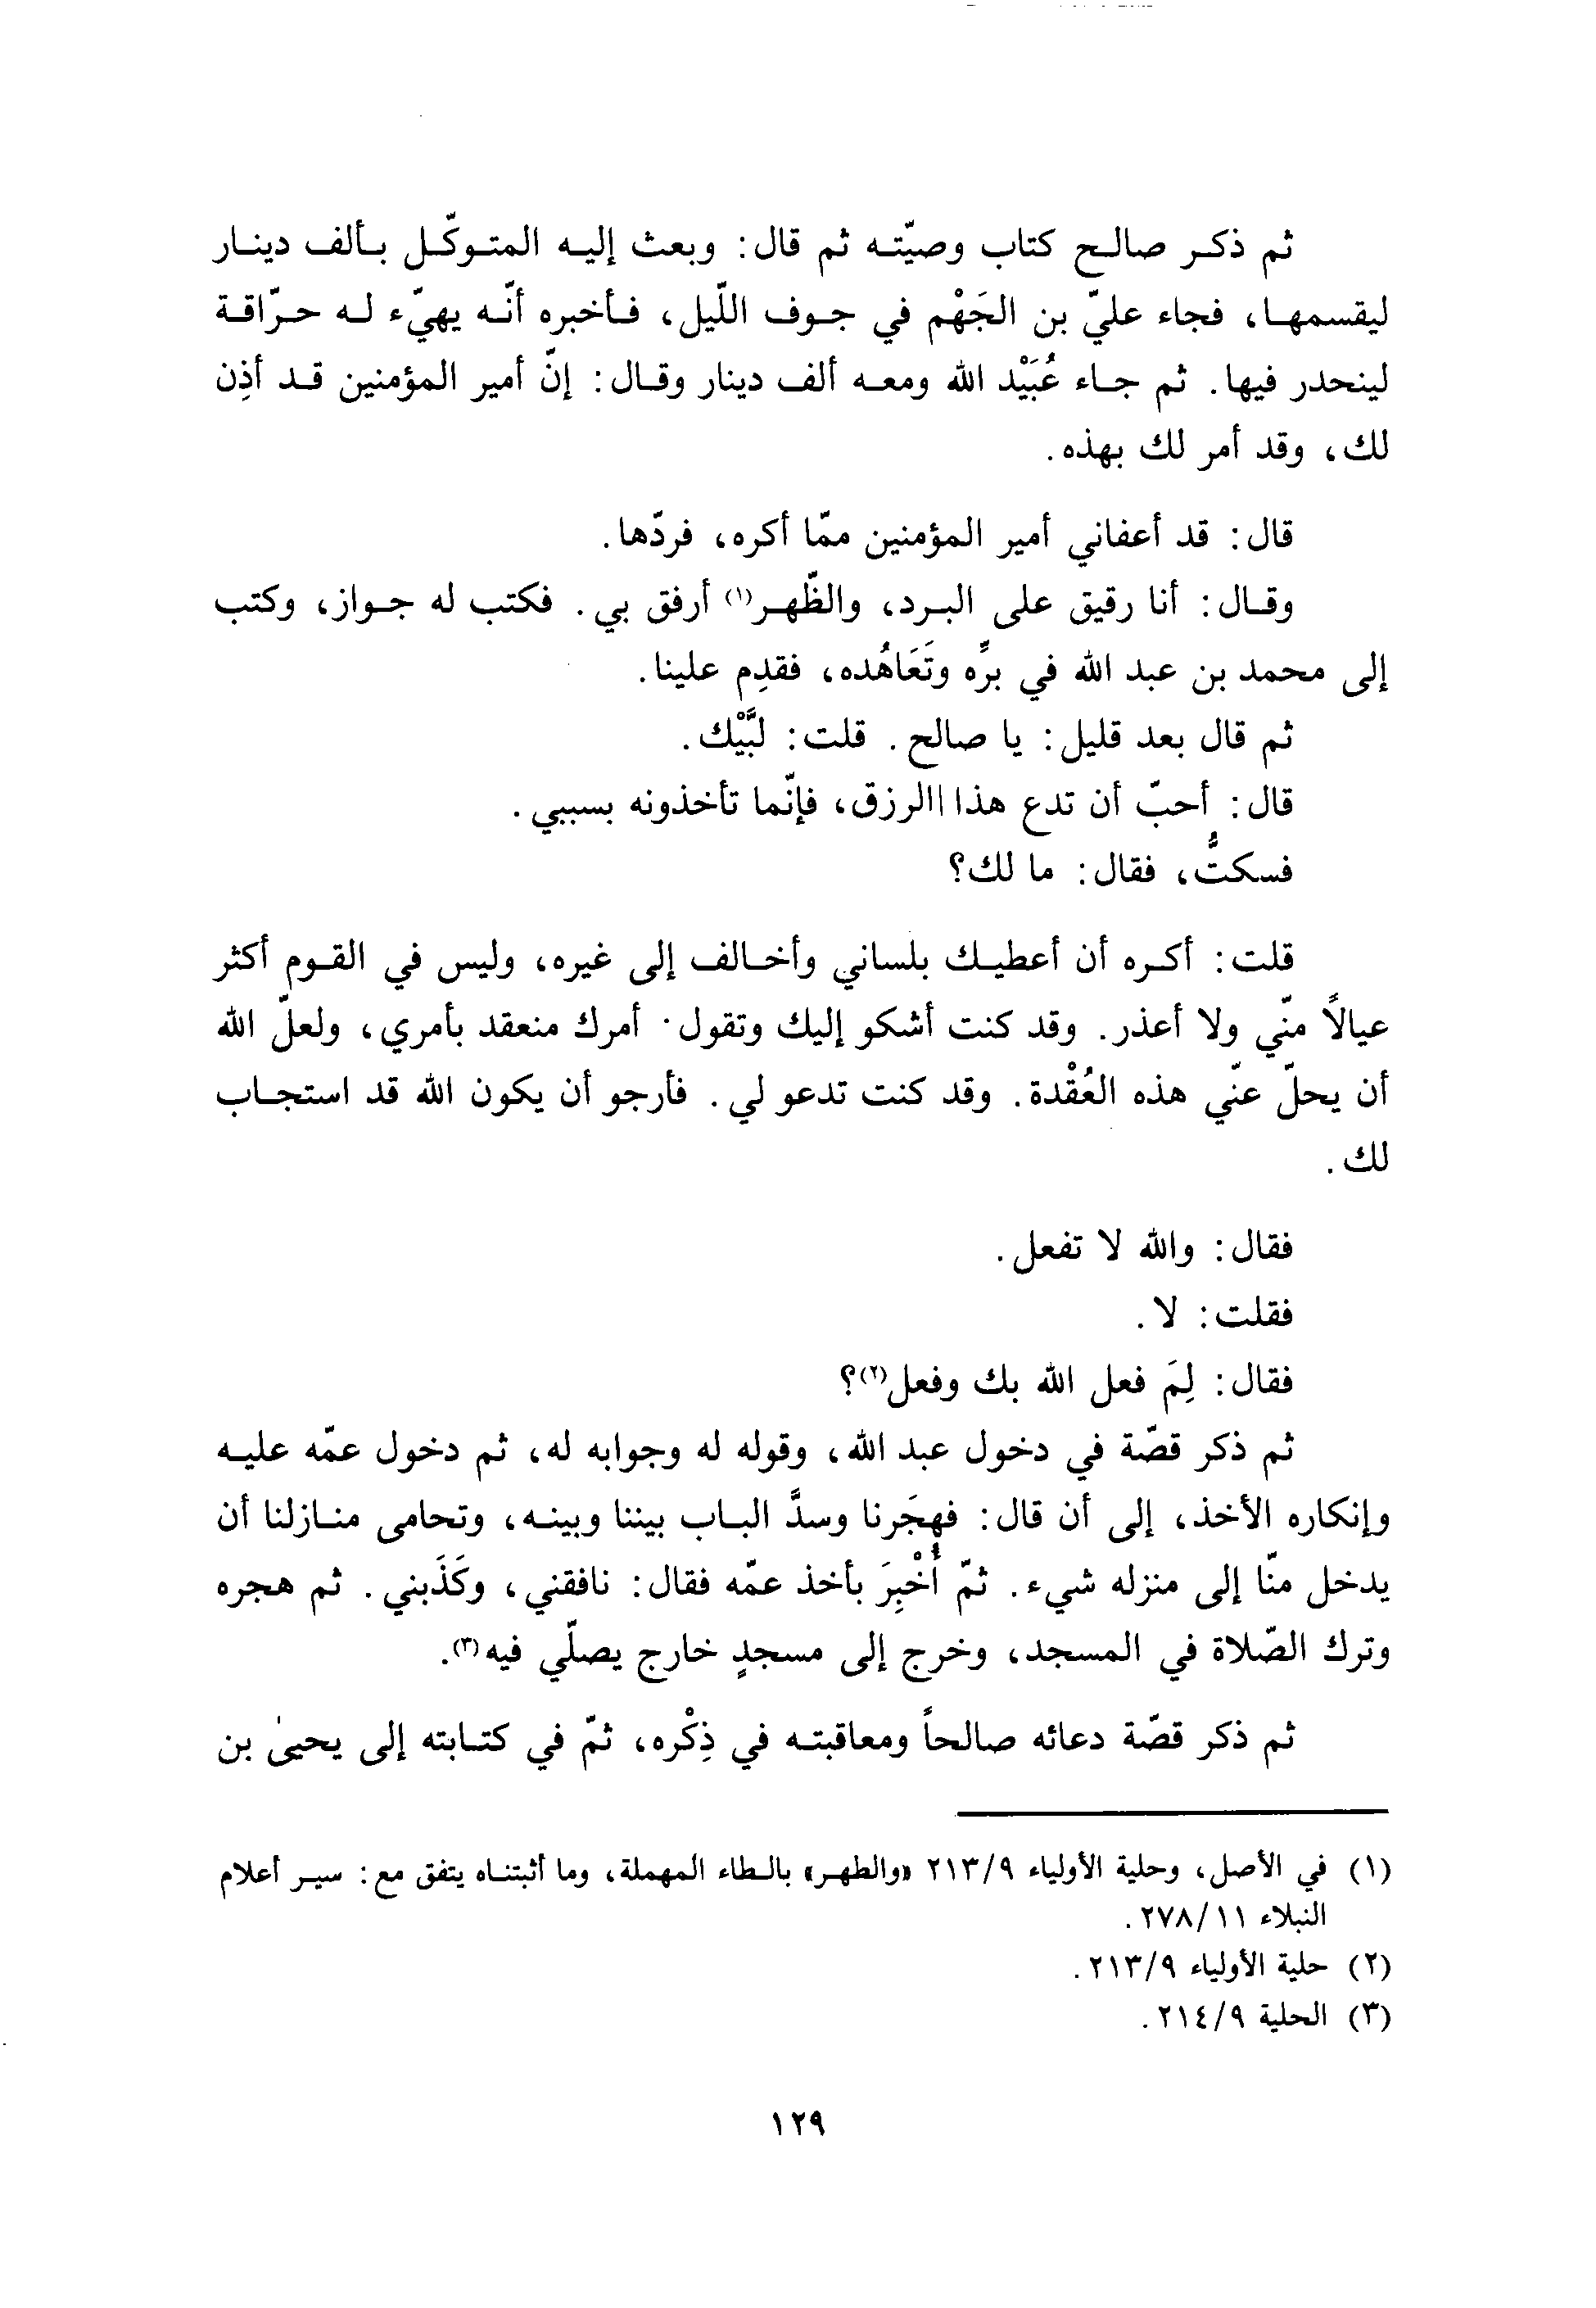 ثم ذكر صالح كتاب وصيّته ثم قال: وبعث إليه المتوكّل بألف دينار
ليقسمها، فجاء عليّ بن الجَهْم في جوف اللّيل، فأخبره أنّه يهيّء له حرّاقة
لينحدر فيها. ثم جاء عُبَيْد الله ومعه ألف دينار وقال: إنّ أمير المؤمنين قد أذِن
لك، وقد أمر لك بهذه.
قال: قد أعفاني أمير المؤمنين ممّا أكره، فردّها.
وقال: أنا رقيق على البرد، والظّهر(١) أرفق بي. فكتب له جواز، وكتب
إلى محمد بن عبد الله في برِّه وتَعَاهُده، فقدِم علينا.
ثم قال بعد قليل: يا صالح. قلت: لبَّيْك.
قال: أحبّ أن تدع هذا االرزق، فإنّما تأخذونه بسببي.
فسكتُّ، فقال: ما لك؟
قلت: أكره أن أعطيك بلساني وأخالف إلى غيره، وليس في القوم أكثر
عيالاً منّي ولا أعذر. وقد كنت أشكو إليك وتقول· أمرك منعقد بأمري، ولعلّ الله
أن يحلّ عنّي هذه العُقْدة. وقد كنت تدعو لي. فأرجو أن يكون الله قد استجاب
لك.
فقال: والله لا تفعل.
فقلت: لا.
فقال: لِمَ فعل الله بك وفعل(٢)؟
ثم ذكر قصّة في دخول عبد الله، وقوله له وجوابه له، ثم دخول عمّه عليه
وإنكاره الأخذ، إلى أن قال: فهجَرنا وسدَّ الباب بيننا وبينه، وتحامى منازلنا أن
يدخل منّا إلى منزله شيء. ثمّ أُخْبِرَ بأخذ عمّه فقال: نافقني، وكَذَبني. ثم هجره
وترك الصّلاة في المسجد، وخرج إلى مسجدٍ خارج يصلّي فيه(٣).
ثم ذكر قصّة دعائه صالحاً ومعاقبته في ذِكْره، ثمّ في كتابته إلى يحيىٰ بن
(١) في الأصل، وحلية الأولياء ٢١٣/٩ «والطهر» بالطاء المهملة، وما أثبتناه يتفق مع: سير أعلام
النبلاء ٢٧٨/١١.
(٢) حلية الأولياء ٢١٣/٩.
(٣) الحلية ٢١٤/٩.
١٢٩